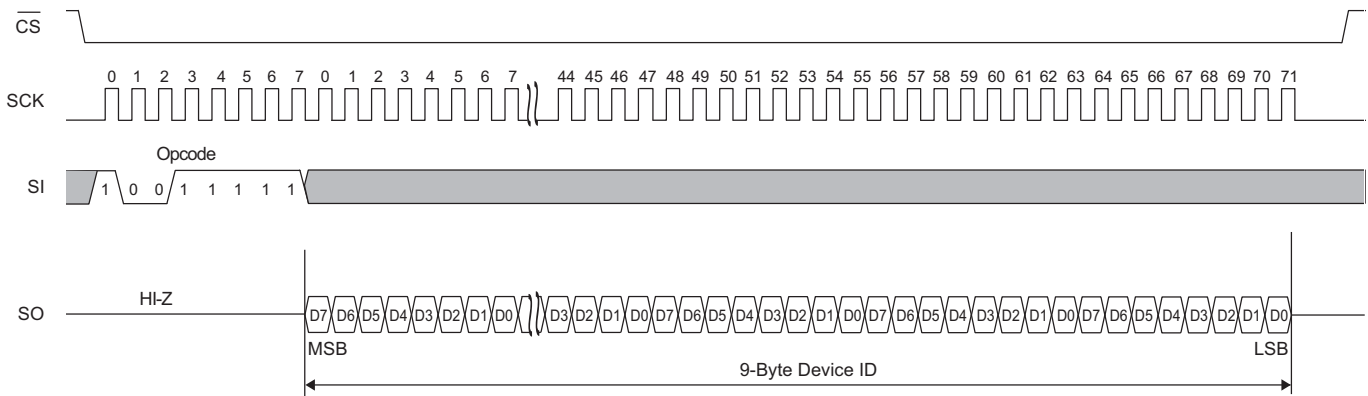 CS
0 1 2 3 4 5 6 7 0 1 2 3 4 5 6 7 44 45 46 47 48 49 50 51 52 53 54 55 56 57 58 59 60 61 62 63 64 65 66 67 68 69 70 71
SCK
Opcode
SI 1 0 0 1 1 1 1 1
HI-Z
SO D7 D6 D5 D4 D3 D2 D1 D0 D3 D2 D1 D0 D7 D6 D5 D4 D3 D2 D1 D0 D7 D6 D5 D4 D3 D2 D1 D0 D7 D6 D5 D4 D3 D2 D1 D0
MSB LSB
9-Byte Device ID